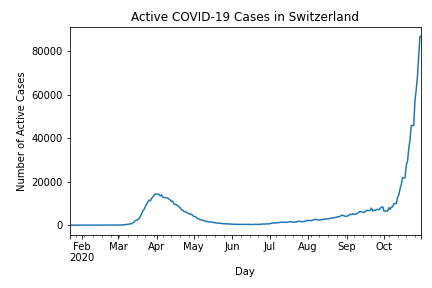 Active COVID-19 Cases in Switzerland
Number of Active Cases
80000
60000
40000
20000
0
Feb Mar Apr May Jun Jul Aug Sep Oct
2020
Day